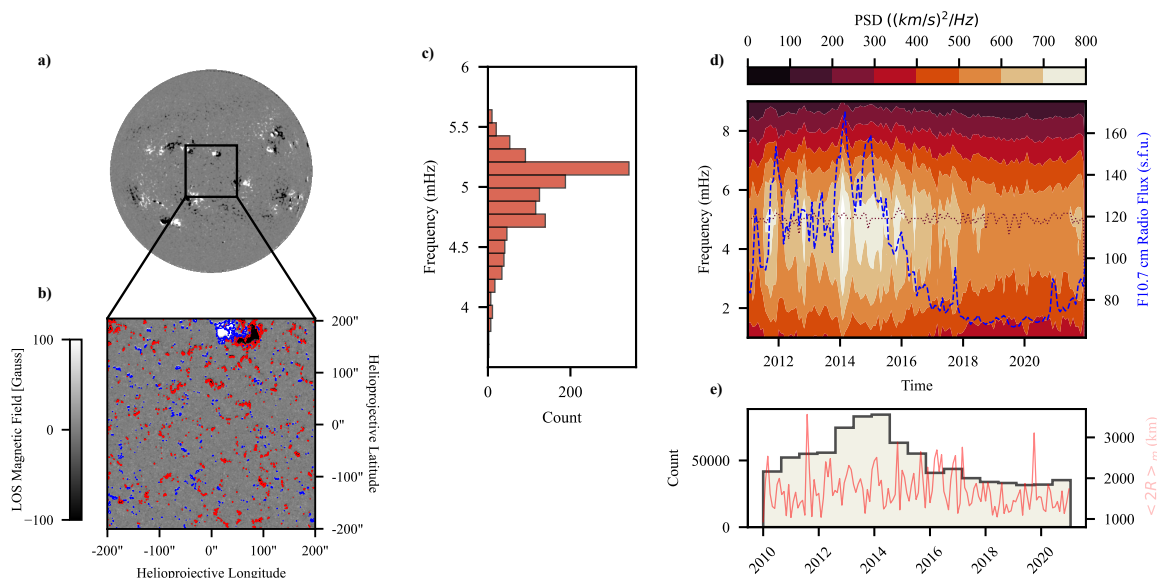 a)
b)
100
0
−100
LOS Magnetic Field [Gauss]
200"
100"
0"
-100"
-200"
Helioprojective Latitude
-200" -100" 0" 100" 200"
Helioprojective Longitude
c)
6
5.5
5
4.5
4
Frequency (mHz)
0 200
Count
PSD ((km/s)²/Hz)
0 100 200 300 400 500 600 700 800
d)
8
6
4
2
Frequency (mHz)
160
140
120
100
80
F10.7 cm Radio Flux (s.f.u.)
2012 2014 2016 2018 2020
Time
e)
50000
0
Count
3000
2000
1000
< 2R >ₘ (km)
2010 2012 2014 2016 2018 2020